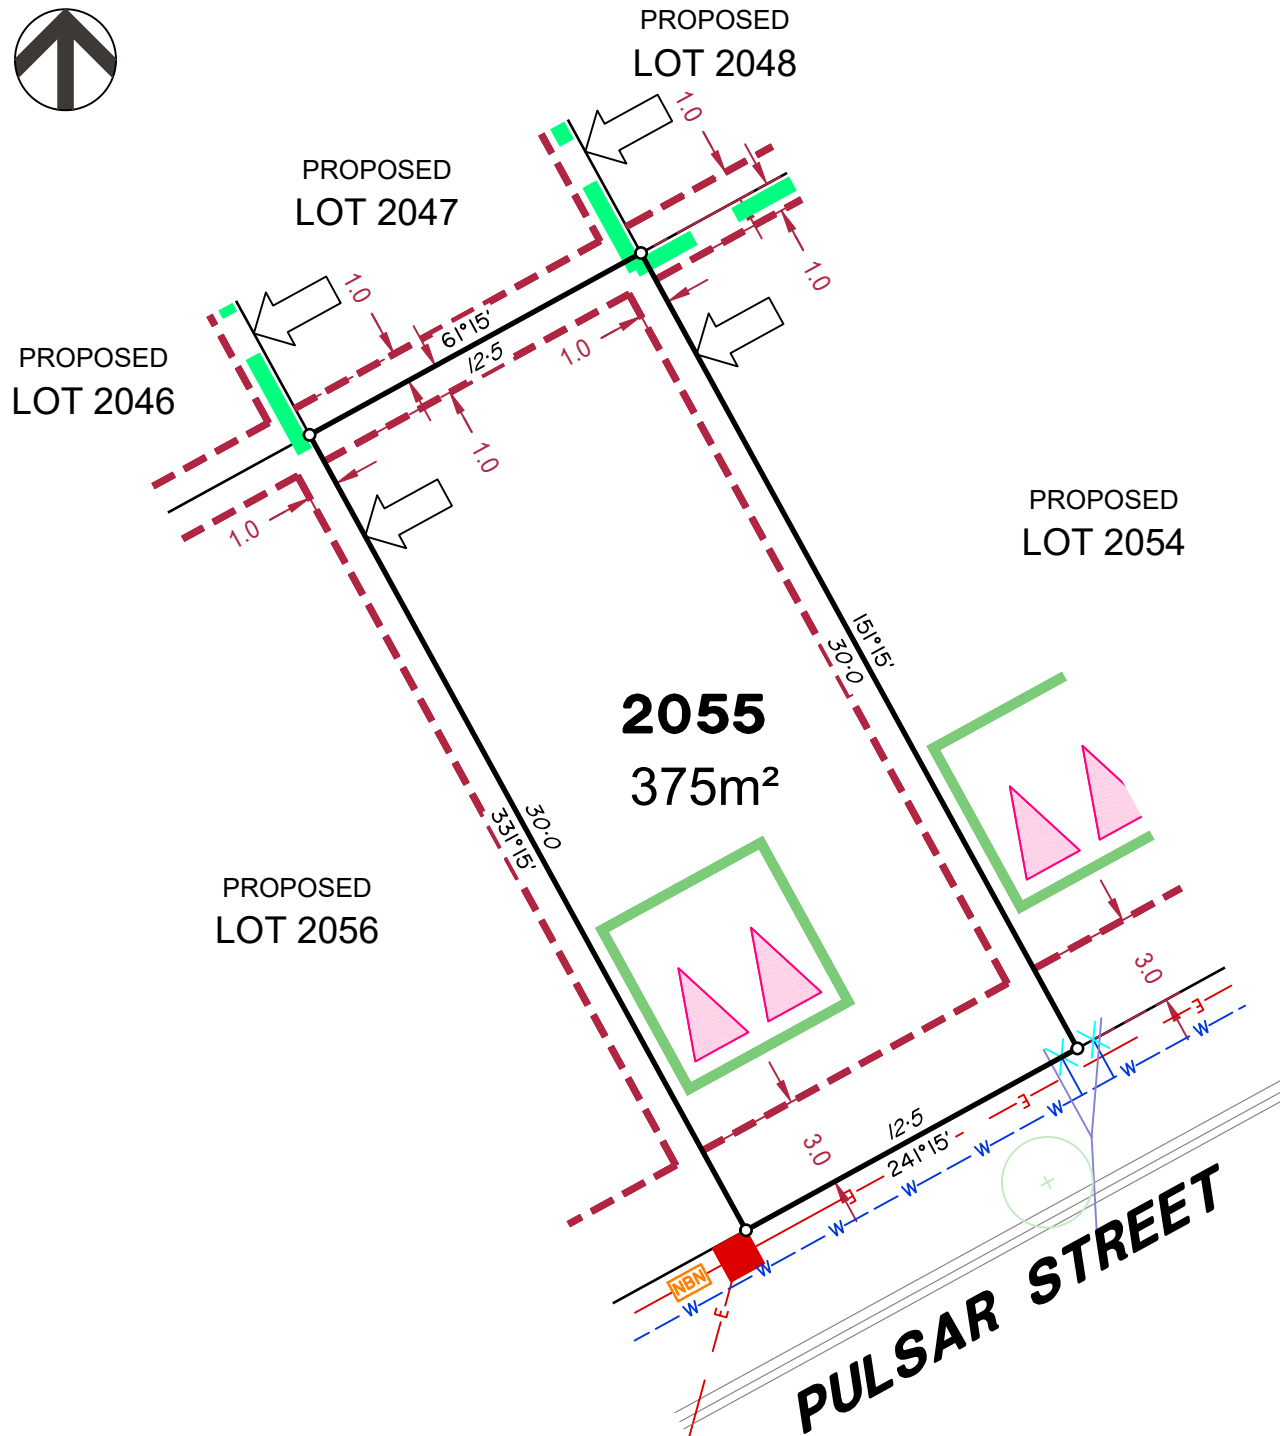 PROPOSED
LOT 2048
1.0
PROPOSED
LOT 2047
1.0
1.0
61°15'
12·5
1.0
PROPOSED
LOT 2046
1.0
1.0
PROPOSED
LOT 2054
151°15'
30·0
2055
375m²
30·0
331°15'
PROPOSED
LOT 2056
3.0
3.0
12·5
241°15'
E
W
E
W
W
W
E
W
W
W
NBN
W
E
PULSAR STREET